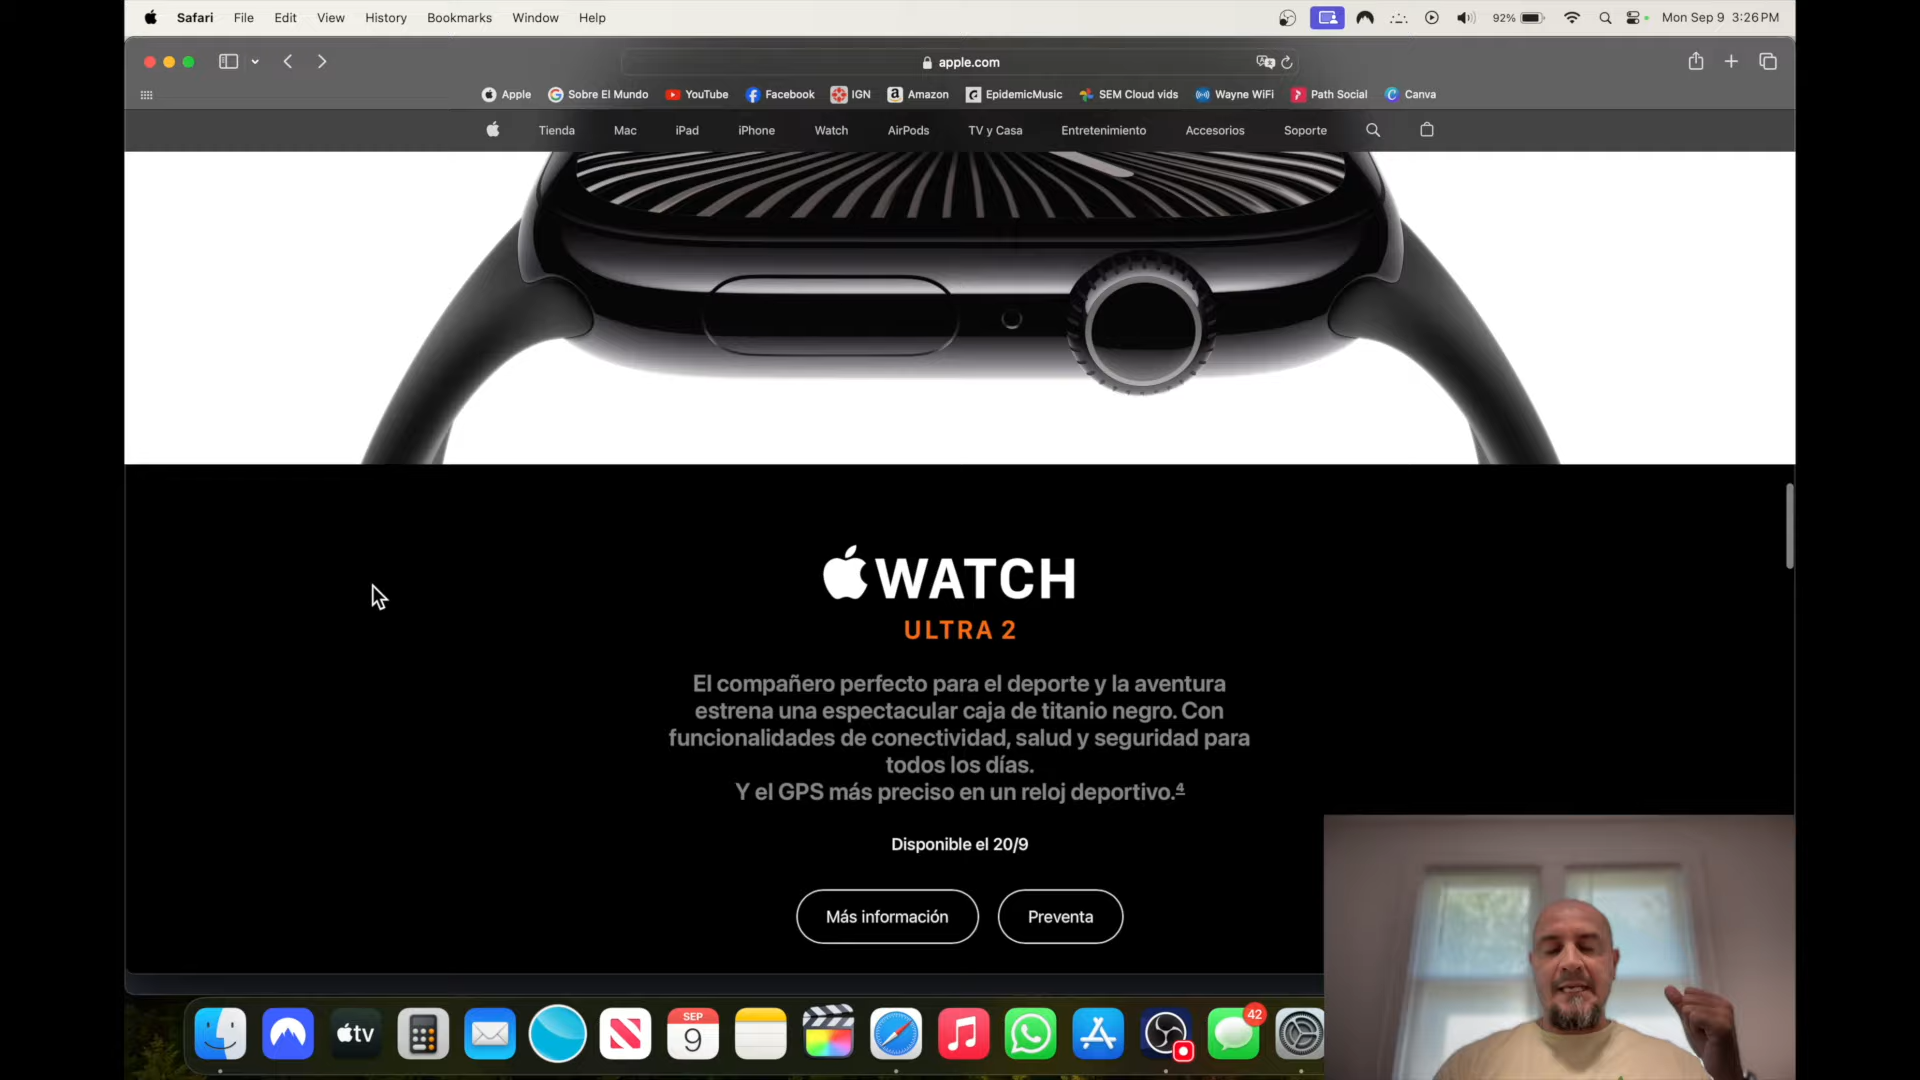 Safari File Edit View History Bookmarks Window Help 92% Mon Sep 9 3:26 PM
apple.com
Apple Sobre El Mundo YouTube Facebook IGN Amazon EpidemicMusic SEM Cloud vids Wayne WiFi Path Social Canva
Tienda Mac iPad iPhone Watch AirPods TV y Casa Entretenimiento Accesorios Soporte
WATCH
ULTRA 2
El compañero perfecto para el deporte y la aventura
estrena una espectacular caja de titanio negro. Con
funcionalidades de conectividad, salud y seguridad para
todos los días.
Y el GPS más preciso en un reloj deportivo.⁴
Disponible el 20/9
Más información Preventa
tv SEP 9 42